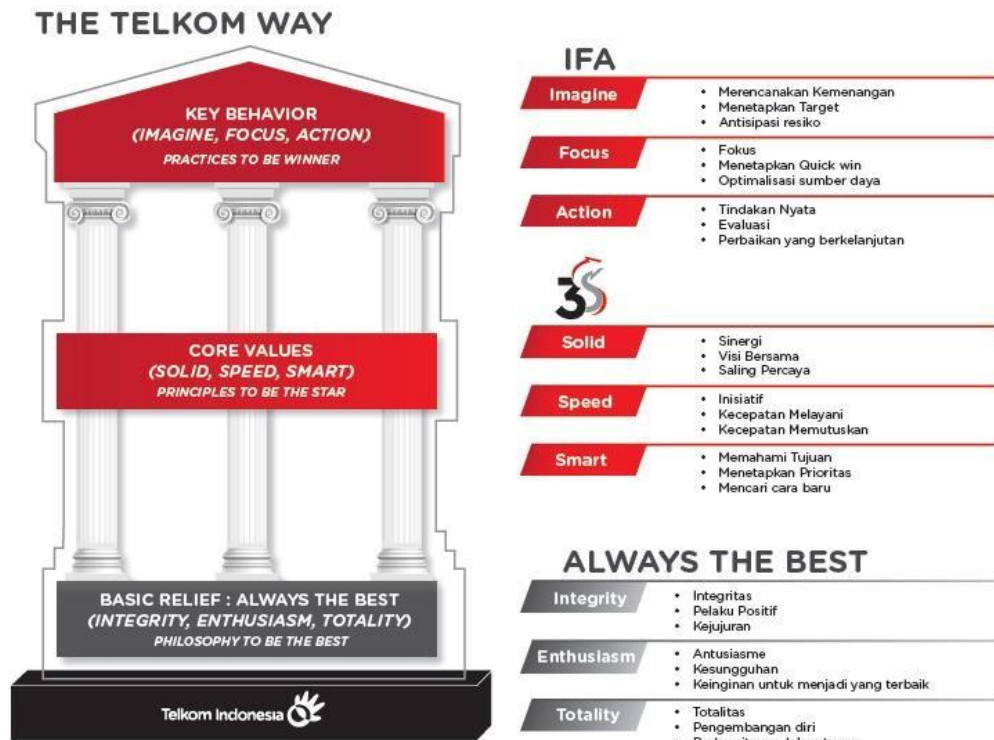 THE TELKOM WAY
KEY BEHAVIOR
(IMAGINE, FOCUS, ACTION)
PRACTICES TO BE WINNER
CORE VALUES
(SOLID, SPEED, SMART)
PRINCIPLES TO BE THE STAR
BASIC RELIEF : ALWAYS THE BEST
(INTEGRITY, ENTHUSIASM, TOTALITY)
PHILOSOPHY TO BE THE BEST
Telkom Indonesia
IFA
Imagine
• Merencanakan Kemenangan
• Menetapkan Target
• Antisipasi resiko
Focus
• Fokus
• Menetapkan Quick win
• Optimalisasi sumber daya
Action
• Tindakan Nyata
• Evaluasi
• Perbaikan yang berkelanjutan
3S
Solid
• Sinergi
• Visi Bersama
• Saling Percaya
Speed
• Inisiatif
• Kecepatan Melayani
• Kecepatan Memutuskan
Smart
• Memahami Tujuan
• Menetapkan Prioritas
• Mencari cara baru
ALWAYS THE BEST
Integrity
• Integritas
• Pelaku Positif
• Kejujuran
Enthusiasm
• Antusiasme
• Kesungguhan
• Keinginan untuk menjadi yang terbaik
Totality
• Totalitas
• Pengembangan diri